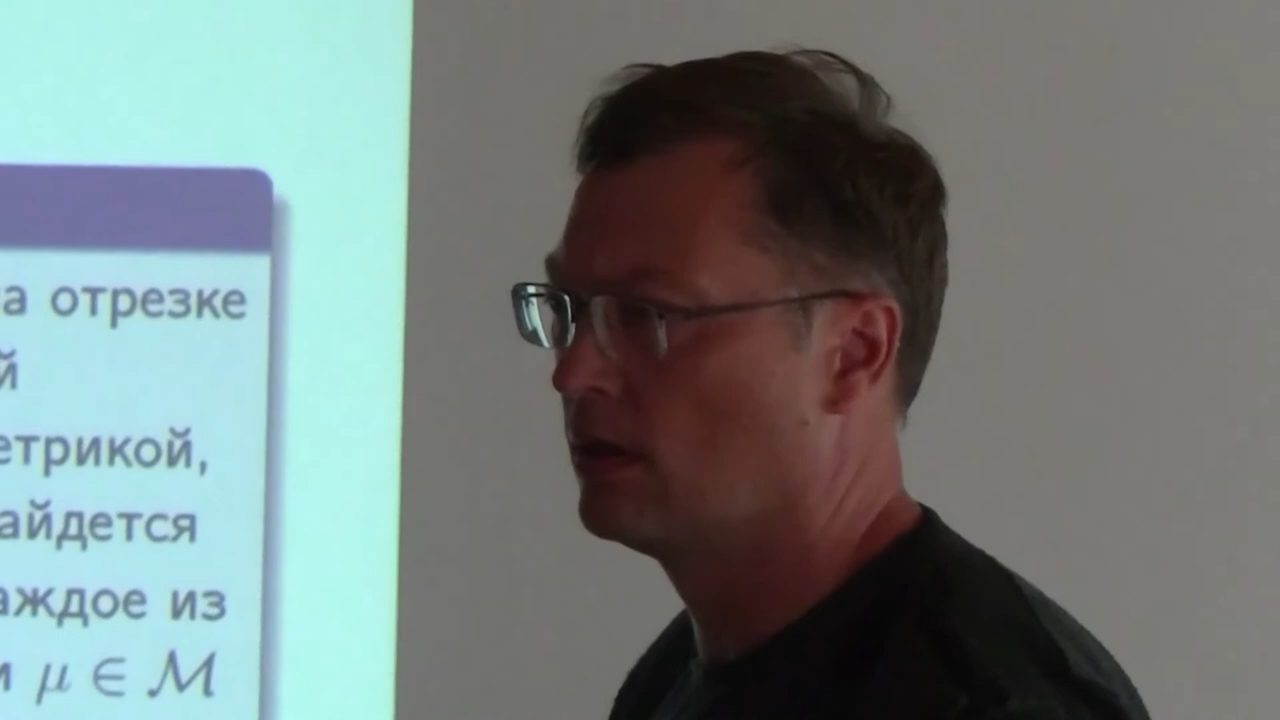 отрезке
етрикой,
айдется
аждое из
μ ∈ ℳ